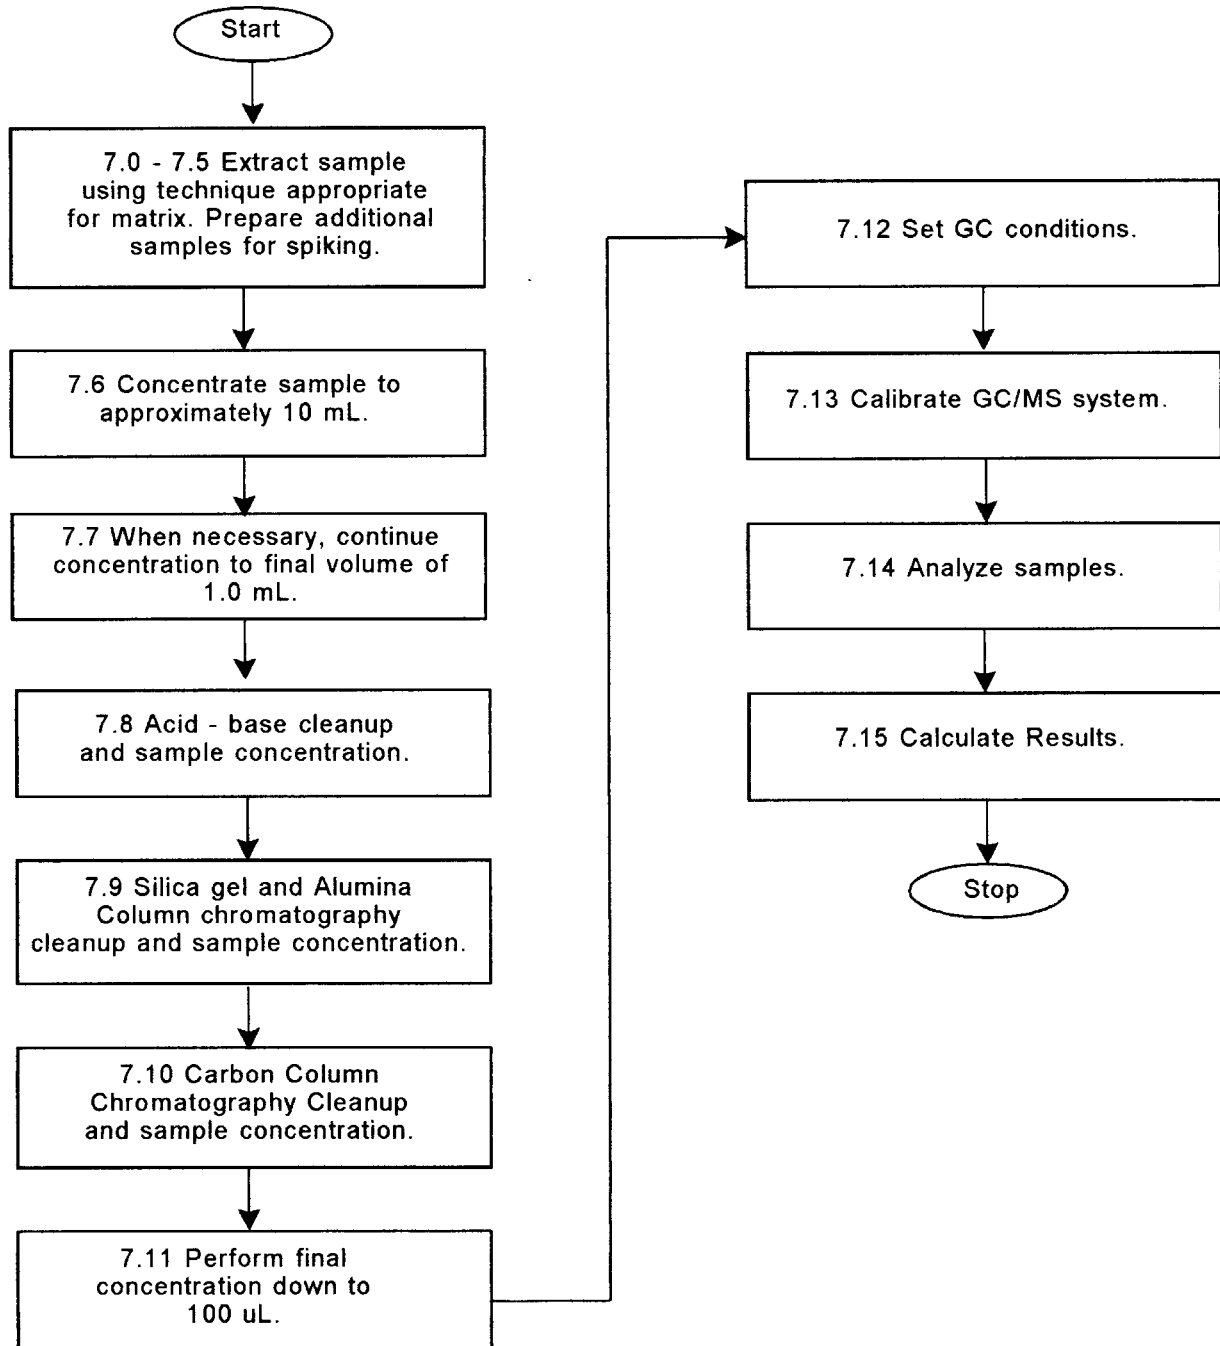 Start
7.0 - 7.5 Extract sample
using technique appropriate
for matrix. Prepare additional
samples for spiking.
7.6 Concentrate sample to
approximately 10 mL.
7.7 When necessary, continue
concentration to final volume of
1.0 mL.
7.8 Acid - base cleanup
and sample concentration.
7.9 Silica gel and Alumina
Column chromatography
cleanup and sample concentration.
7.10 Carbon Column
Chromatography Cleanup
and sample concentration.
7.11 Perform final
concentration down to
100 uL.
7.12 Set GC conditions.
7.13 Calibrate GC/MS system.
7.14 Analyze samples.
7.15 Calculate Results.
Stop